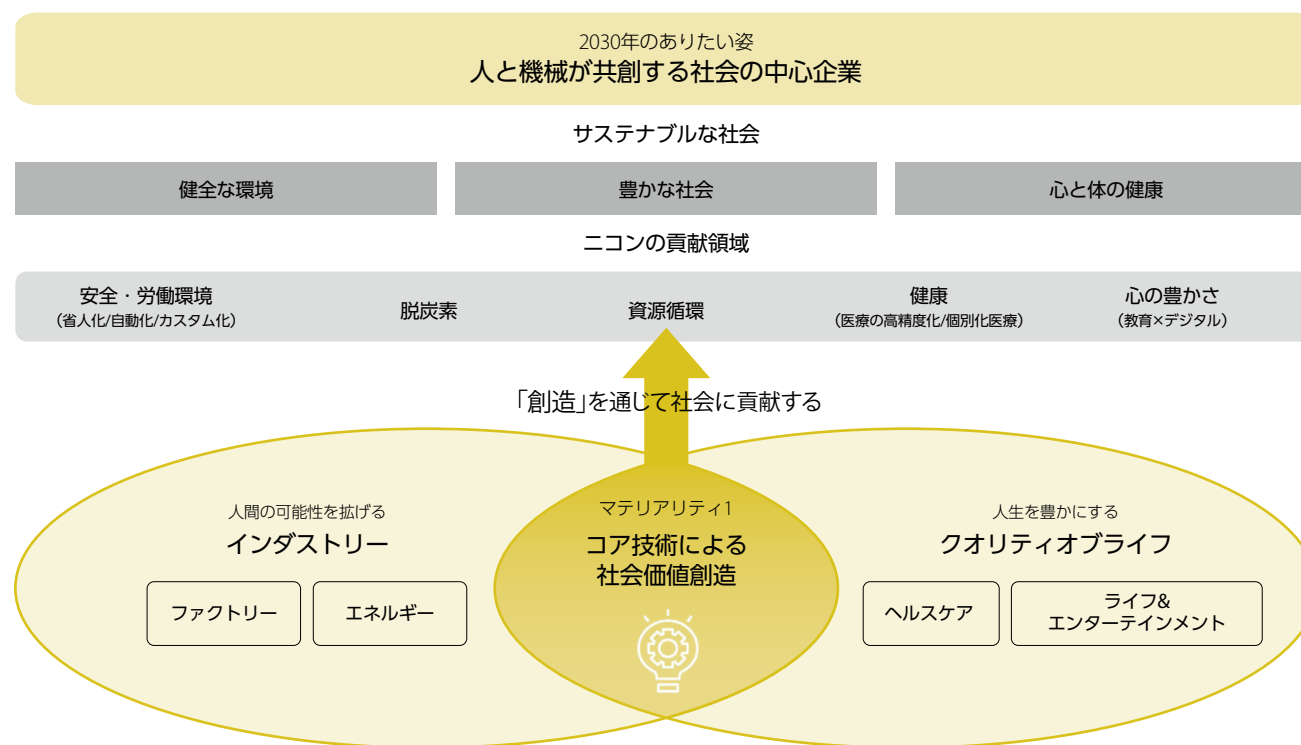 2030年のありたい姿
人と機械が共創する社会の中心企業
サステナブルな社会
健全な環境
豊かな社会
心と体の健康
ニコンの貢献領域
安全・労働環境
（省人化/自動化/カスタム化）
脱炭素
資源循環
健康
（医療の高精度化/個別化医療）
心の豊かさ
（教育×デジタル）
「創造」を通じて社会に貢献する
人間の可能性を拡げる
インダストリー
ファクトリー
エネルギー
マテリアリティ1
コア技術による
社会価値創造
人生を豊かにする
クオリティオブライフ
ヘルスケア
ライフ&
エンターテインメント